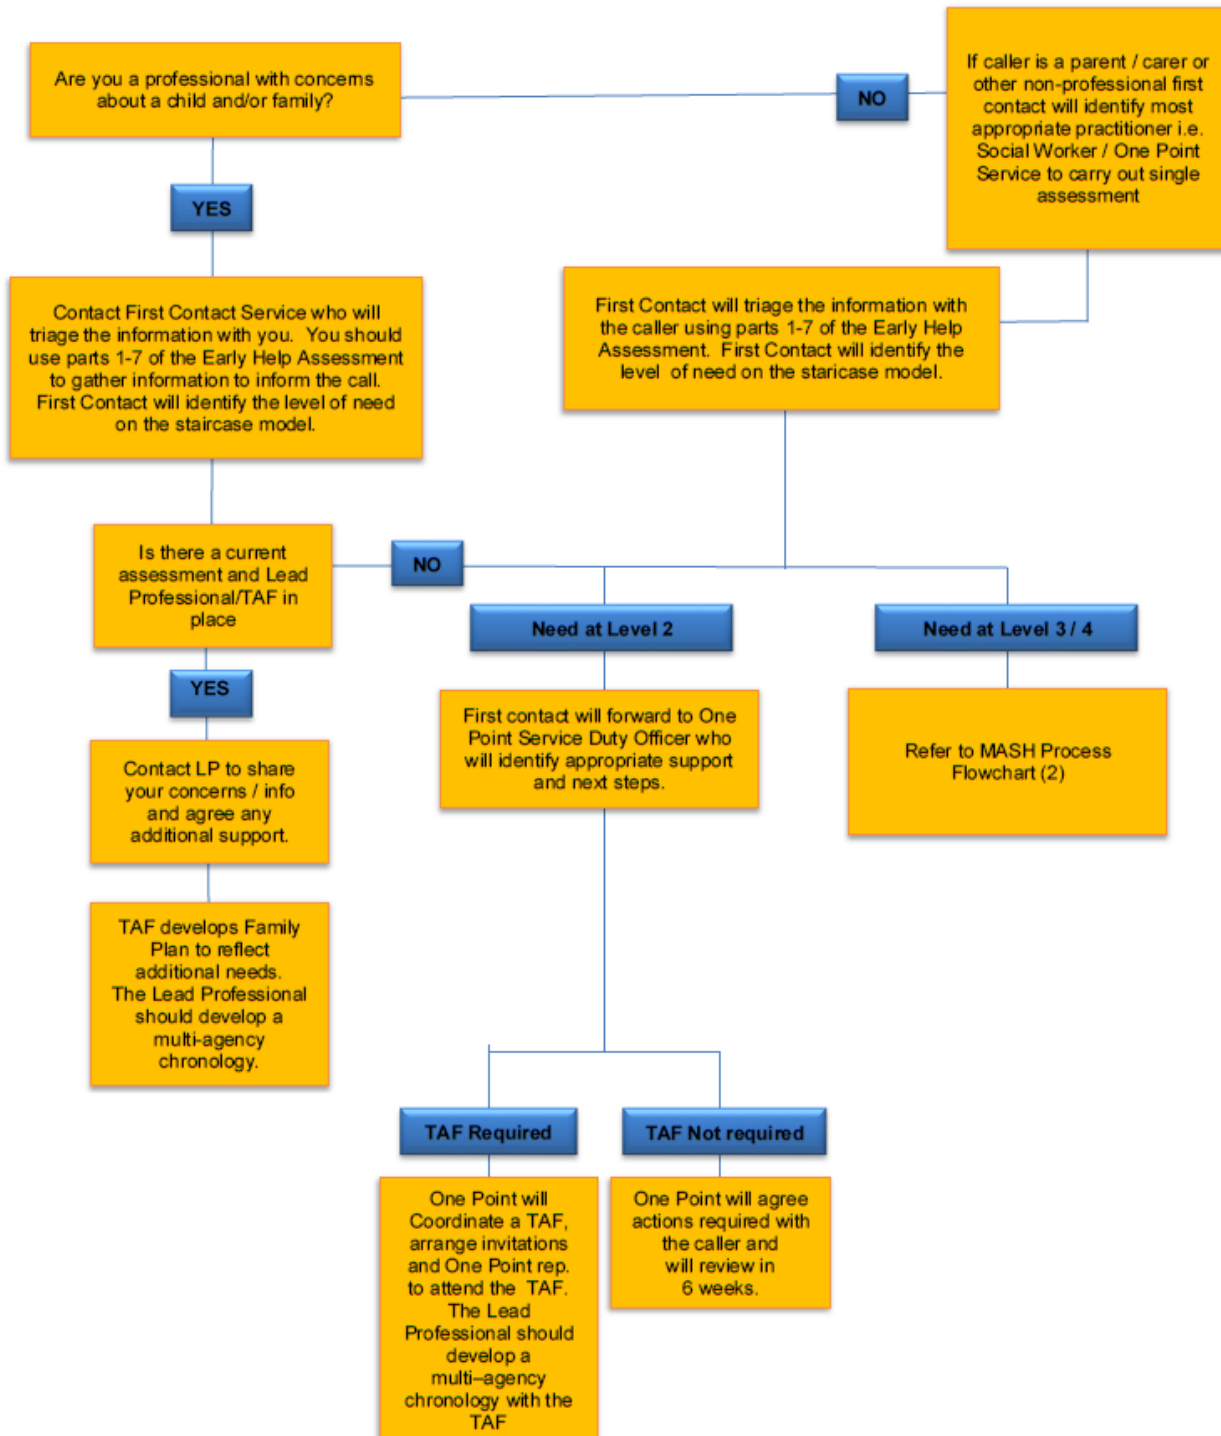 Are you a professional with concerns
about a child and/or family?
NO
If caller is a parent / carer or
other non-professional first
contact will identify most
appropriate practitioner i.e.
Social Worker / One Point
Service to carry out single
assessment
YES
Contact First Contact Service who will
triage the information with you. You should
use parts 1-7 of the Early Help Assessment
to gather information to inform the call.
First Contact will identify the level of need
on the staircase model.
First Contact will triage the information with
the caller using parts 1-7 of the Early Help
Assessment. First Contact will identify the
level of need on the staricase model.
Is there a current
assessment and Lead
Professional/TAF in
place
NO
Need at Level 2
Need at Level 3 / 4
YES
First contact will forward to One
Point Service Duty Officer who
will identify appropriate support
and next steps.
Refer to MASH Process
Flowchart (2)
Contact LP to share
your concerns / info
and agree any
additional support.
TAF develops Family
Plan to reflect
additional needs.
The Lead Professional
should develop a
multi-agency
chronology.
TAF Required
TAF Not required
One Point will
Coordinate a TAF,
arrange invitations
and One Point rep.
to attend the TAF.
The Lead
Professional should
develop a
multi–agency
chronology with the
TAF
One Point will agree
actions required with
the caller and
will review in
6 weeks.